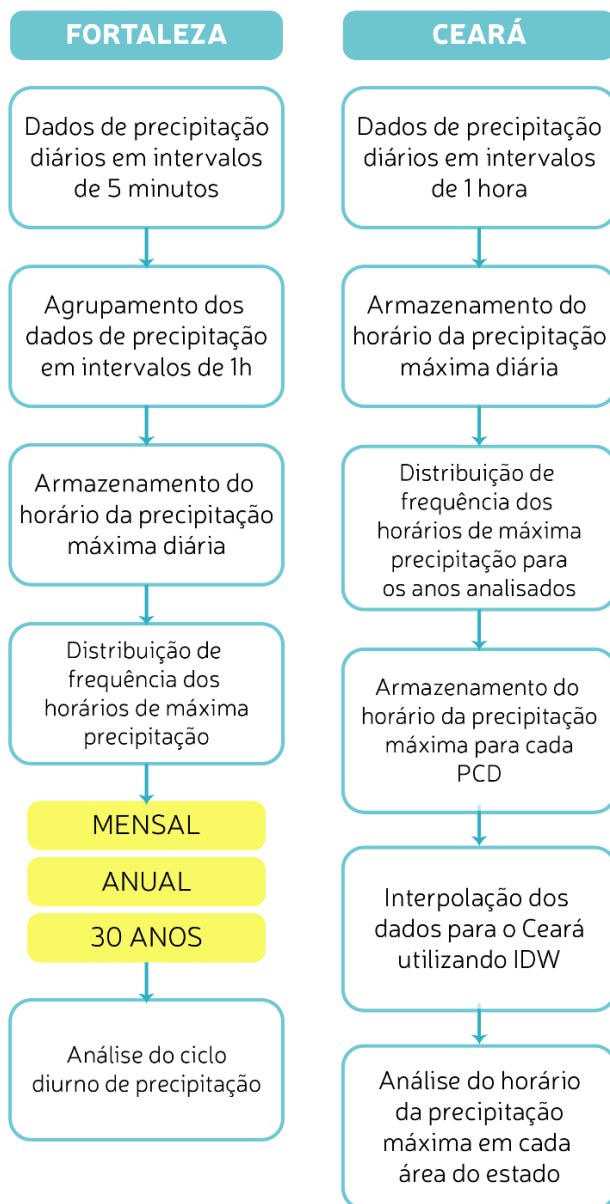 FORTALEZA
Dados de precipitação
diários em intervalos
de 5 minutos
Agrupamento dos
dados de precipitação
em intervalos de 1h
Armazenamento do
horário da precipitação
máxima diária
Distribuição de
frequência dos
horários de máxima
precipitação
MENSAL
ANUAL
30 ANOS
Análise do ciclo
diurno de precipitação
CEARÁ
Dados de precipitação
diários em intervalos
de 1 hora
Armazenamento do
horário da precipitação
máxima diária
Distribuição de
frequência dos
horários de máxima
precipitação para
os anos analisados
Armazenamento do
horário da precipitação
máxima para cada
PCD
Interpolação dos
dados para o Ceará
utilizando IDW
Análise do horário
da precipitação
máxima em cada
área do estado